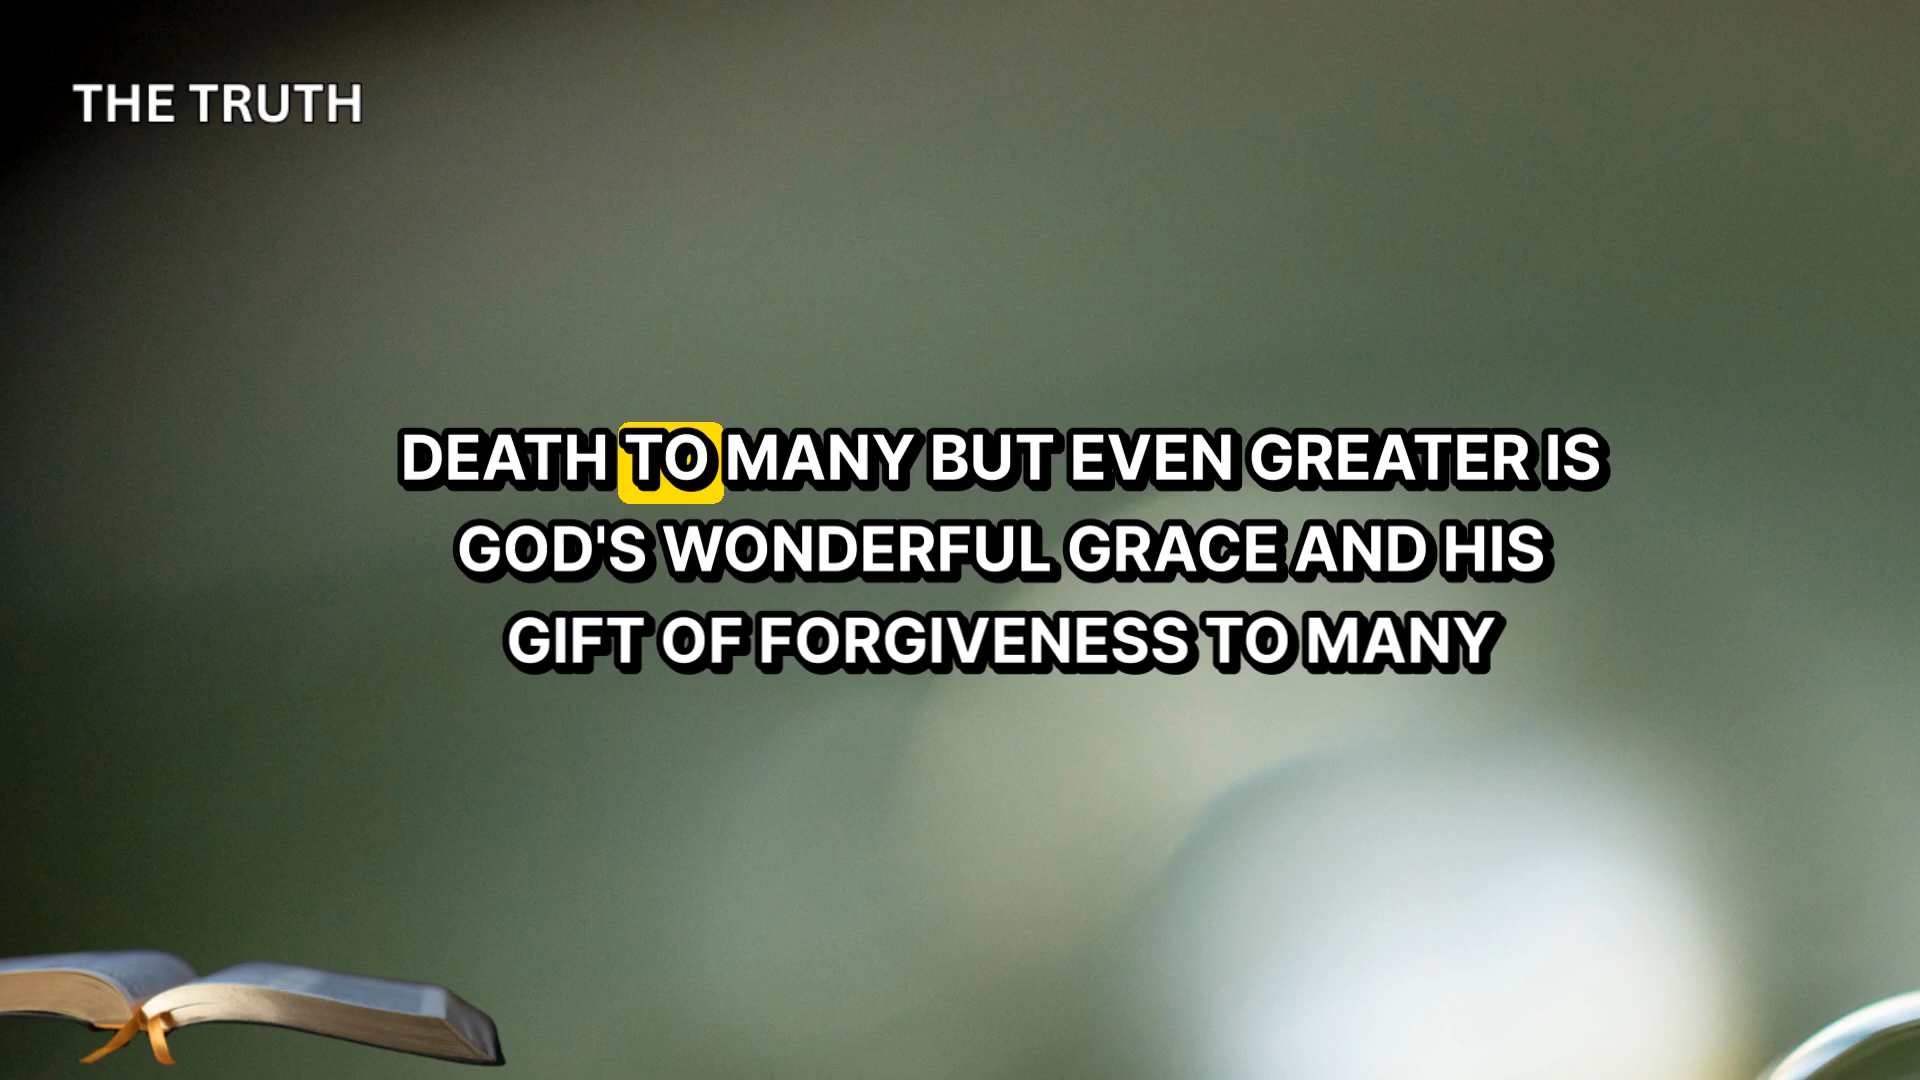 THE TRUTH
DEATH TO MANY BUT EVEN GREATER IS
GOD'S WONDERFUL GRACE AND HIS
GIFT OF FORGIVENESS TO MANY